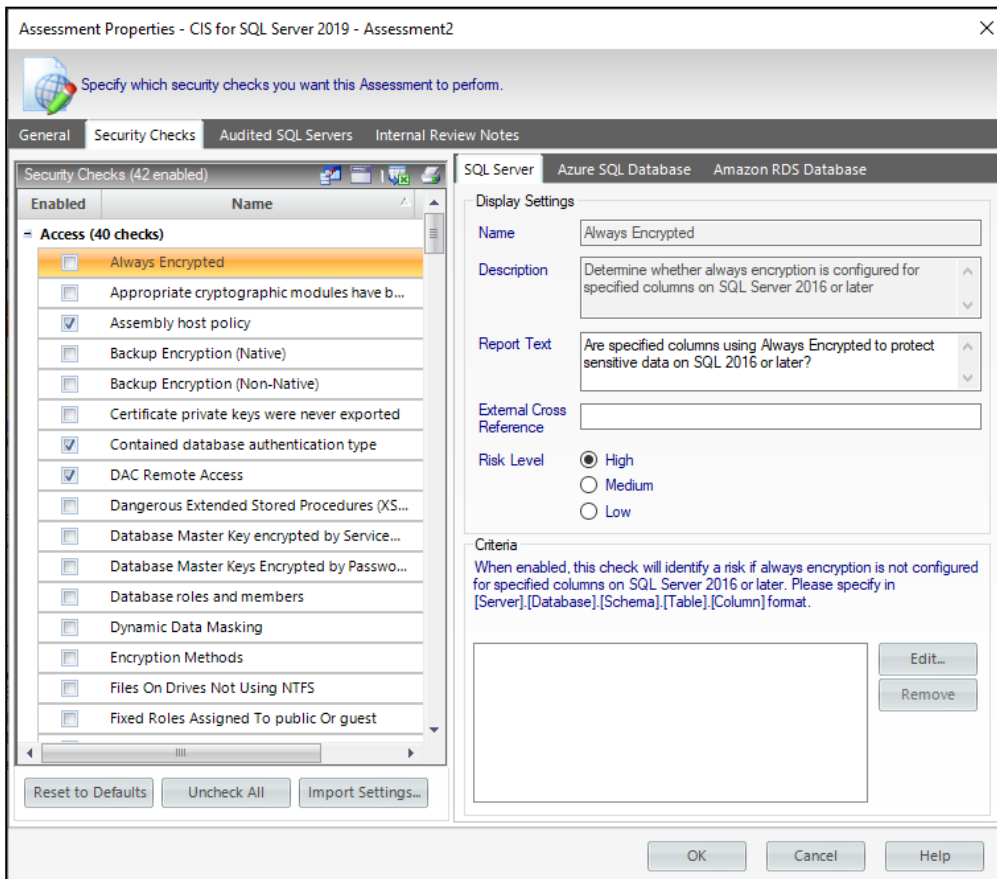 Assessment Properties - CIS for SQL Server 2019 - Assessment2
Specify which security checks you want this Assessment to perform.
General Security Checks Audited SQL Servers Internal Review Notes
Security Checks (42 enabled)
Enabled Name
Access (40 checks)
Always Encrypted
Appropriate cryptographic modules have b...
Assembly host policy
Backup Encryption (Native)
Backup Encryption (Non-Native)
Certificate private keys were never exported
Contained database authentication type
DAC Remote Access
Dangerous Extended Stored Procedures (XS...
Database Master Key encrypted by Service...
Database Master Keys Encrypted by Passwo...
Database roles and members
Dynamic Data Masking
Encryption Methods
Files On Drives Not Using NTFS
Fixed Roles Assigned To public Or guest
Reset to Defaults Uncheck All Import Settings...
SQL Server Azure SQL Database Amazon RDS Database
Display Settings
Name Always Encrypted
Description Determine whether always encryption is configured for
specified columns on SQL Server 2016 or later
Report Text Are specified columns using Always Encrypted to protect
sensitive data on SQL 2016 or later?
External Cross
Reference
Risk Level High
Medium
Low
Criteria
When enabled, this check will identify a risk if always encryption is not configured
for specified columns on SQL Server 2016 or later. Please specify in
[Server].[Database].[Schema].[Table].[Column] format.
Edit...
Remove
OK Cancel Help